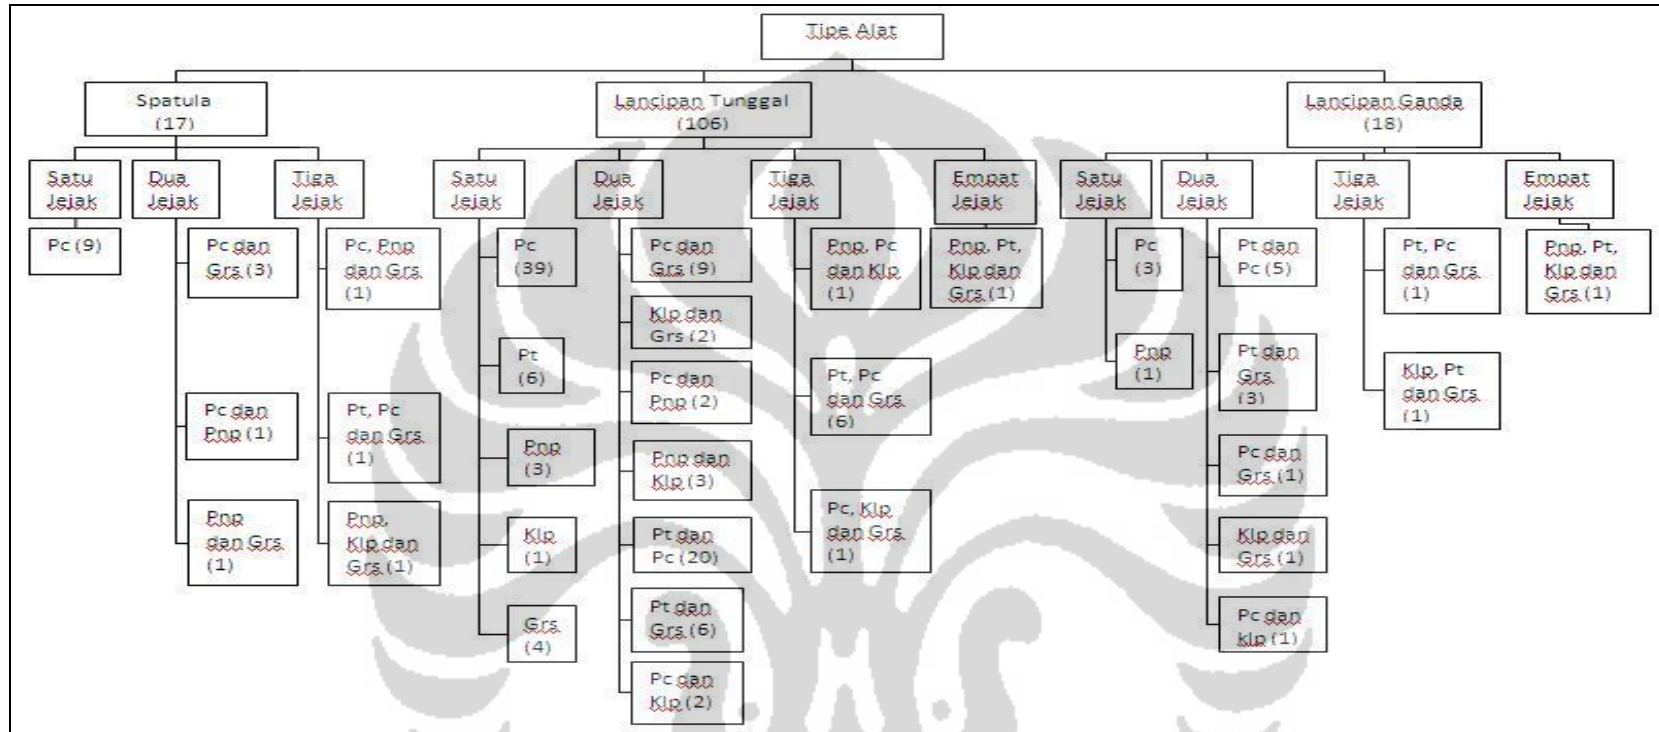 Tipe Alat
Spatula
(17)
Lancipan Tunggal
(106)
Lancipan Ganda
(18)
Satu
Jejak
Dua
Jejak
Tiga
Jejak
Satu
Jejak
Dua
Jejak
Tiga
Jejak
Empat
Jejak
Satu
Jejak
Dua
Jejak
Tiga
Jejak
Empat
Jejak
Pc (9)
Pc dan
Grs (3)
Pc dan
Pnp (1)
Pnp
dan Grs
(1)
Pc, Pnp
dan Grs
(1)
Pt, Pc
dan Grs
(1)
Pnp,
Klp dan
Grs (1)
Pc
(39)
Pt
(6)
Pnp
(3)
Klp
(1)
Grs
(4)
Pc dan
Grs (9)
Klp dan
Grs (2)
Pc dan
Pnp (2)
Pnp dan
Klp (3)
Pt dan
Pc (20)
Pt dan
Grs (6)
Pc dan
Klp (2)
Pnp, Pc
dan Klp
(1)
Pt, Pc
dan Grs
(6)
Pc, Klp
dan Grs
(1)
Pnp, Pt,
Klp dan
Grs (1)
Pc
(3)
Pnp
(1)
Pt dan
Pc (5)
Pt dan
Grs
(3)
Pc dan
Grs (1)
Klp dan
Grs (1)
Pc dan
klp (1)
Pt, Pc
dan Grs
(1)
Klp, Pt
dan Grs
(1)
Pnp, Pt,
Klp dan
Grs (1)